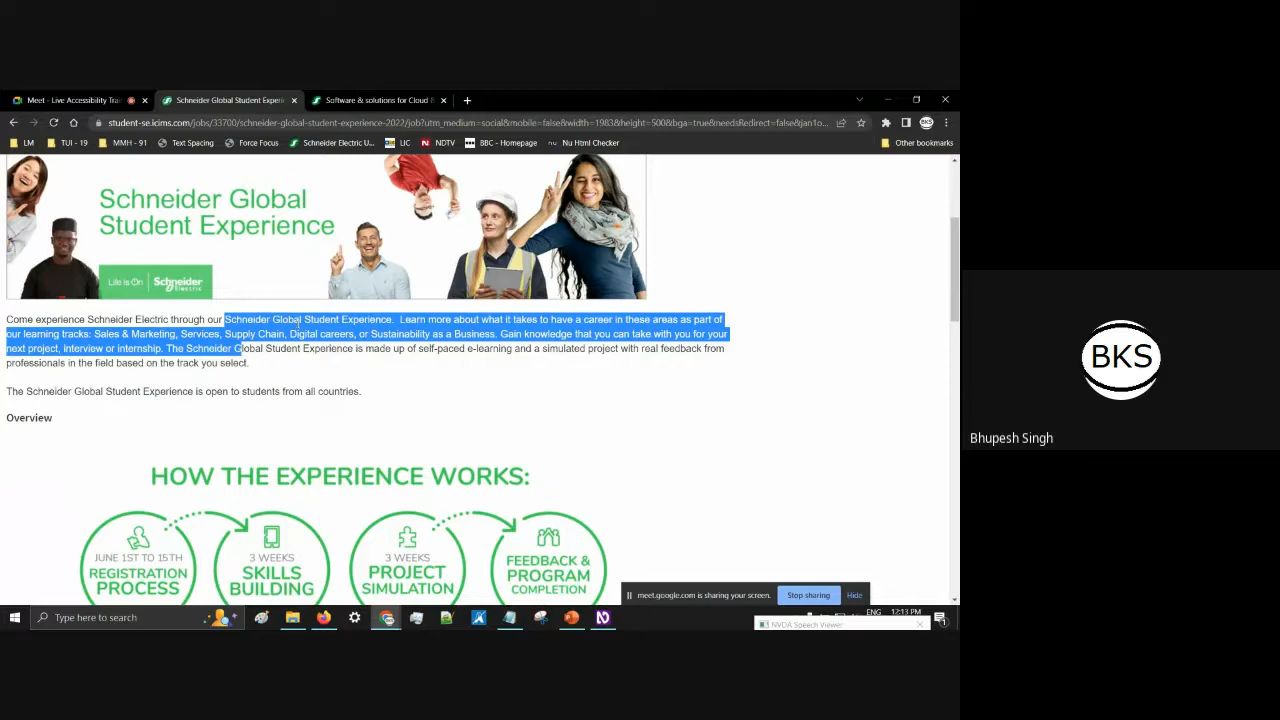 Meet - Live Accessibility Trai
Schneider Global Student Experi
Software & solutions for Cloud &
student-se.icims.com/jobs/33700/schneider-global-student-experience-2022/job?utm_medium=social&mobile=false&width=1983&height=500&bga=true&needsRedirect=false&jan1o...
LM
TUI - 19
MMH - 91
Text Spacing
Force Focus
Schneider Electric U...
LIC
NDTV
BBC - Homepage
Nu Html Checker
Other bookmarks
BKS
Schneider Global
Student Experience
Life Is On
Schneider
Electric
Come experience Schneider Electric through our Schneider Global Student Experience. Learn more about what it takes to have a career in these areas as part of
our learning tracks: Sales & Marketing, Services, Supply Chain, Digital careers, or Sustainability as a Business. Gain knowledge that you can take with you for your
next project, interview or internship. The Schneider Global Student Experience is made up of self-paced e-learning and a simulated project with real feedback from
professionals in the field based on the track you select.
The Schneider Global Student Experience is open to students from all countries.
Overview
HOW THE EXPERIENCE WORKS:
JUNE 1ST TO 15TH
REGISTRATION
PROCESS
3 WEEKS
SKILLS
BUILDING
3 WEEKS
PROJECT
SIMULATION
FEEDBACK &
PROGRAM
COMPLETION
meet.google.com is sharing your screen.
Stop sharing
Hide
Type here to search
ENG
12:13 PM
NVDA Speech Viewer
BKS
Bhupesh Singh